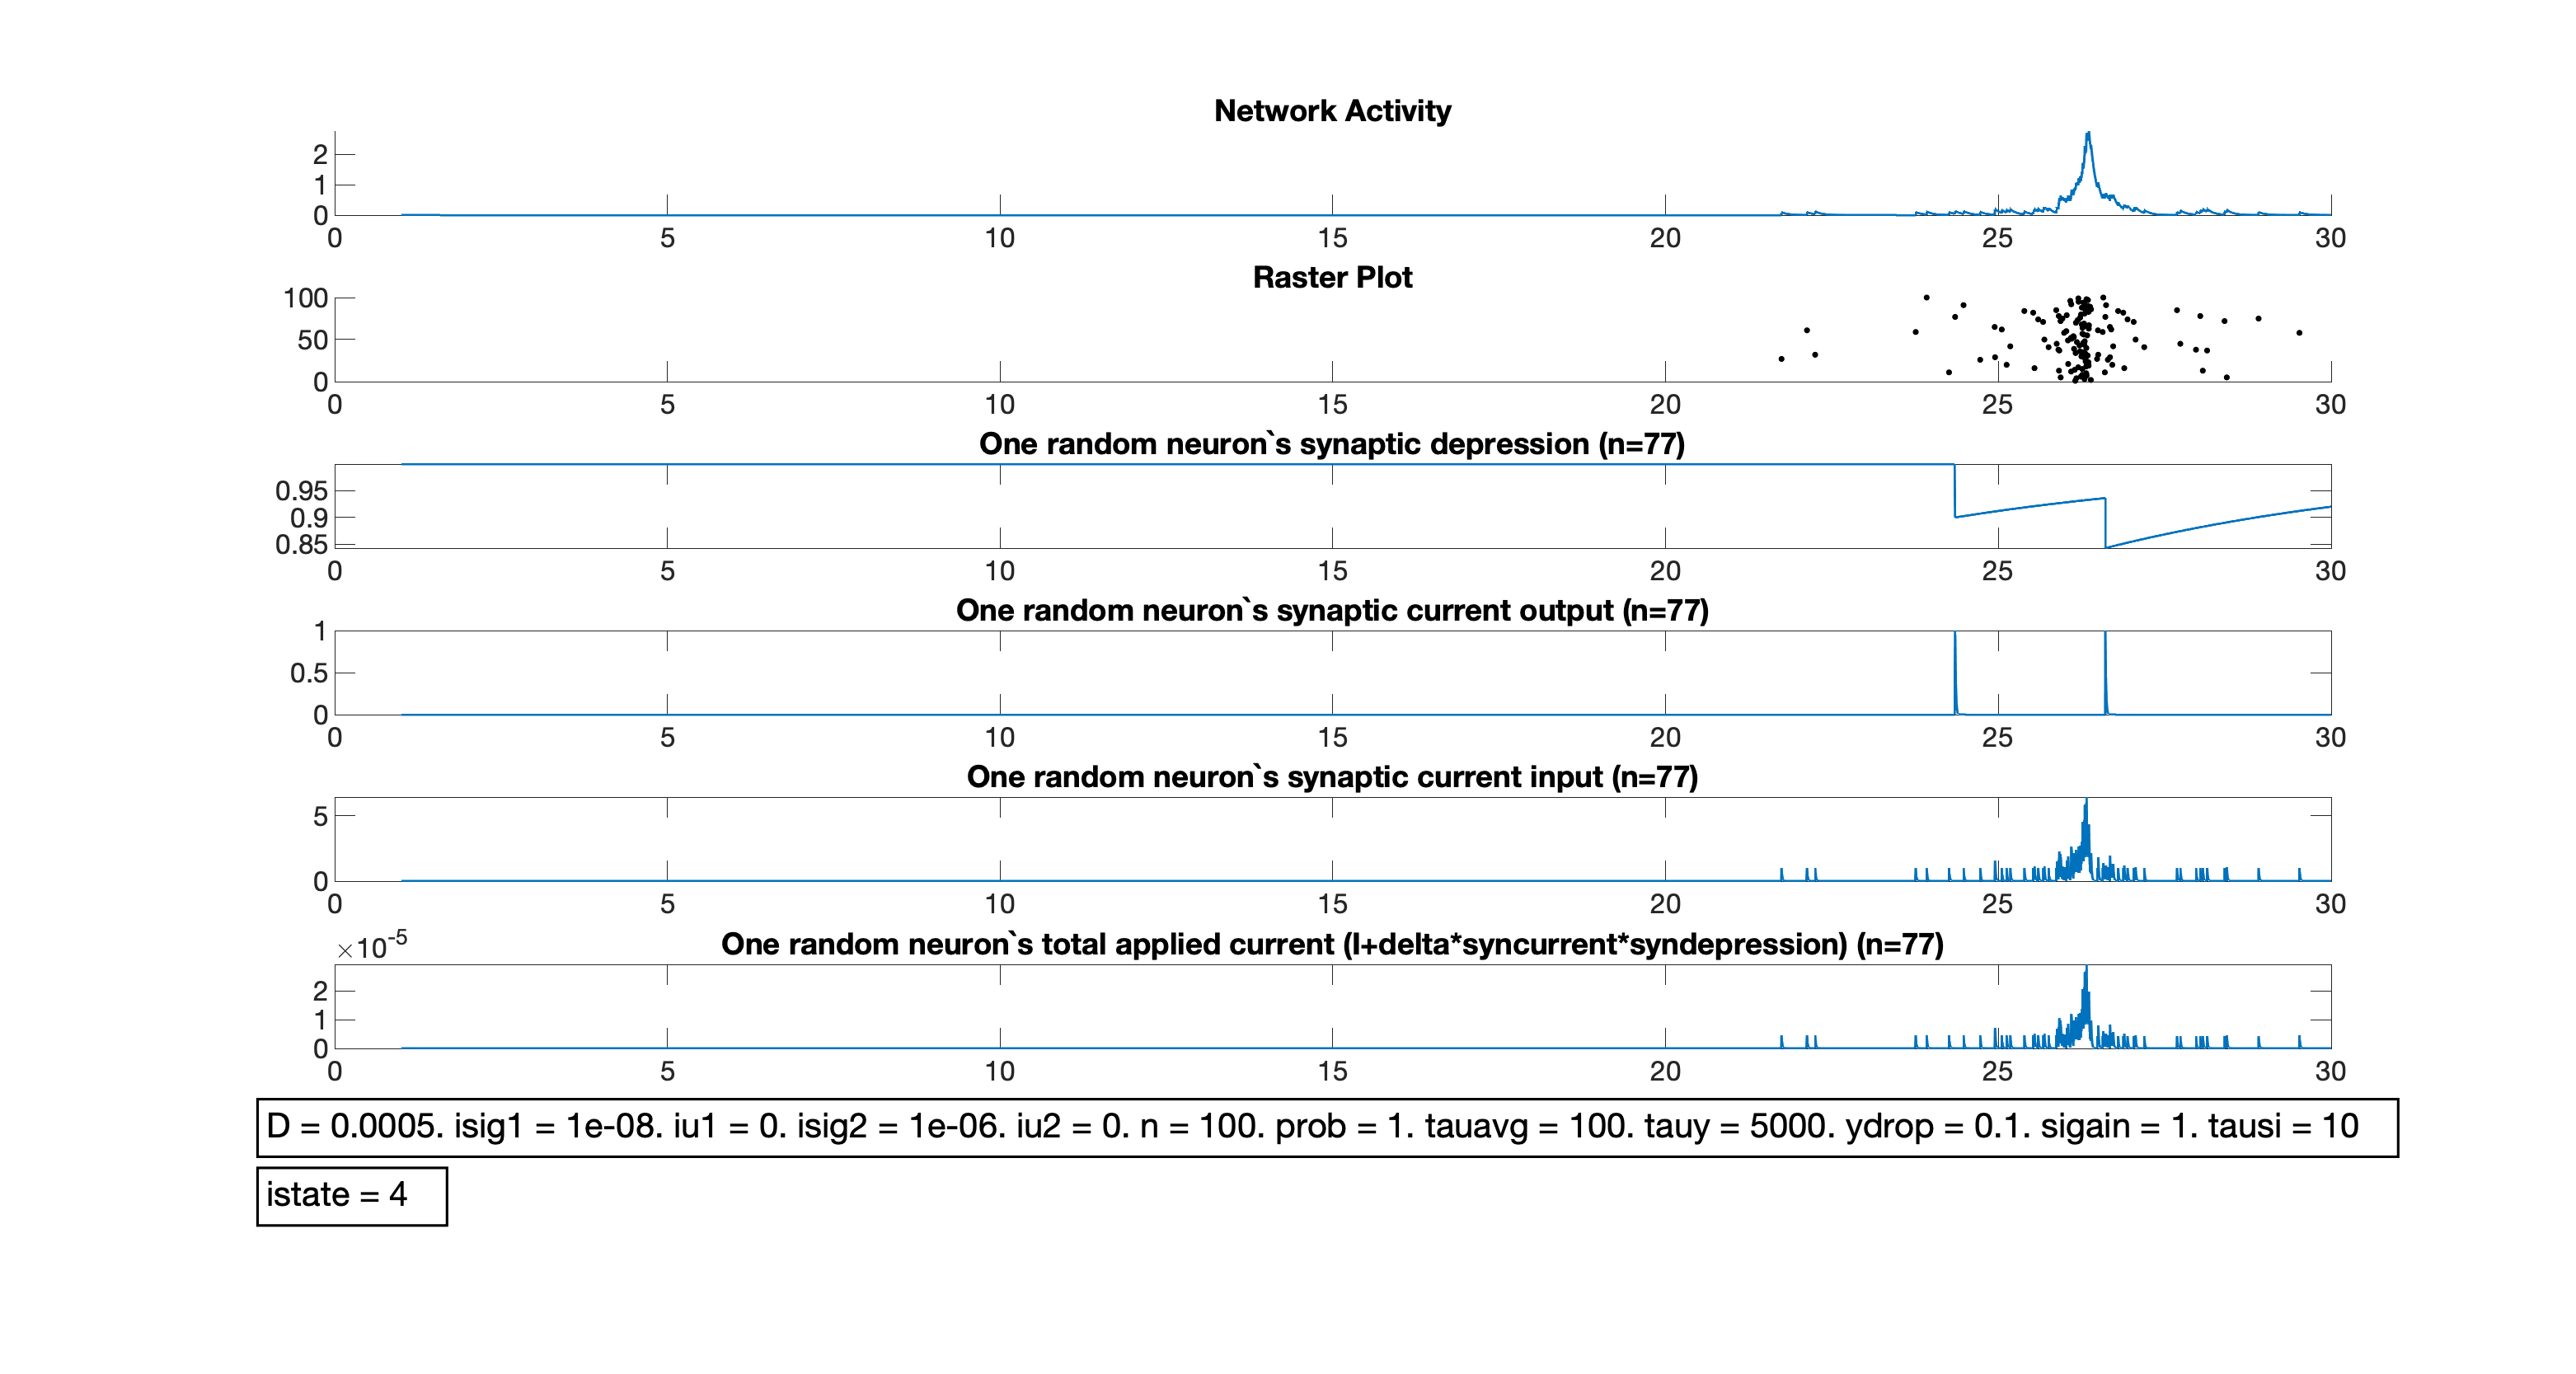 Network Activity
2
1
0
0 5 10 15 20 25 30
Raster Plot
100
50
0
0 5 10 15 20 25 30
One random neuron`s synaptic depression (n=77)
0.95
0.9
0.85
0 5 10 15 20 25 30
One random neuron`s synaptic current output (n=77)
1
0.5
0
0 5 10 15 20 25 30
One random neuron`s synaptic current input (n=77)
5
0
0 5 10 15 20 25 30
×10-5 One random neuron`s total applied current (I+delta*syncurrent*syndepression) (n=77)
2
1
0
0 5 10 15 20 25 30
D = 0.0005. isig1 = 1e-08. iu1 = 0. isig2 = 1e-06. iu2 = 0. n = 100. prob = 1. tauavg = 100. tauy = 5000. ydrop = 0.1. sigain = 1. tausi = 10
istate = 4